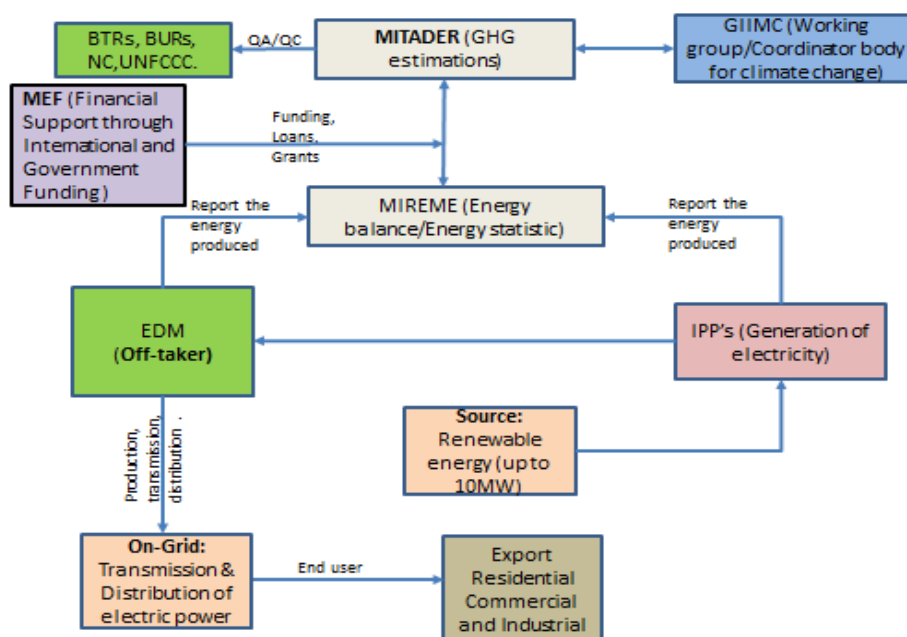 BTRs, BURs,
NC,UNFCCC.
QA/QC
MITADER (GHG
estimations)
GIIMC (Working
group/Coordinator body
for climate change)
MEF (Financial
Support through
International and
Government
Funding)
Funding,
Loans,
Grants
MIREME (Energy
balance/Energy statistic)
Report the
energy
produced
Report the
energy
produced
EDM
(Off-taker)
IPP's (Generation of
electricity)
Source:
Renewable
energy (up to
10MW)
Production,
transmission,
distribution .
On-Grid:
Transmission &
Distribution of
electric power
End user
Export
Residential
Commercial
and Industrial